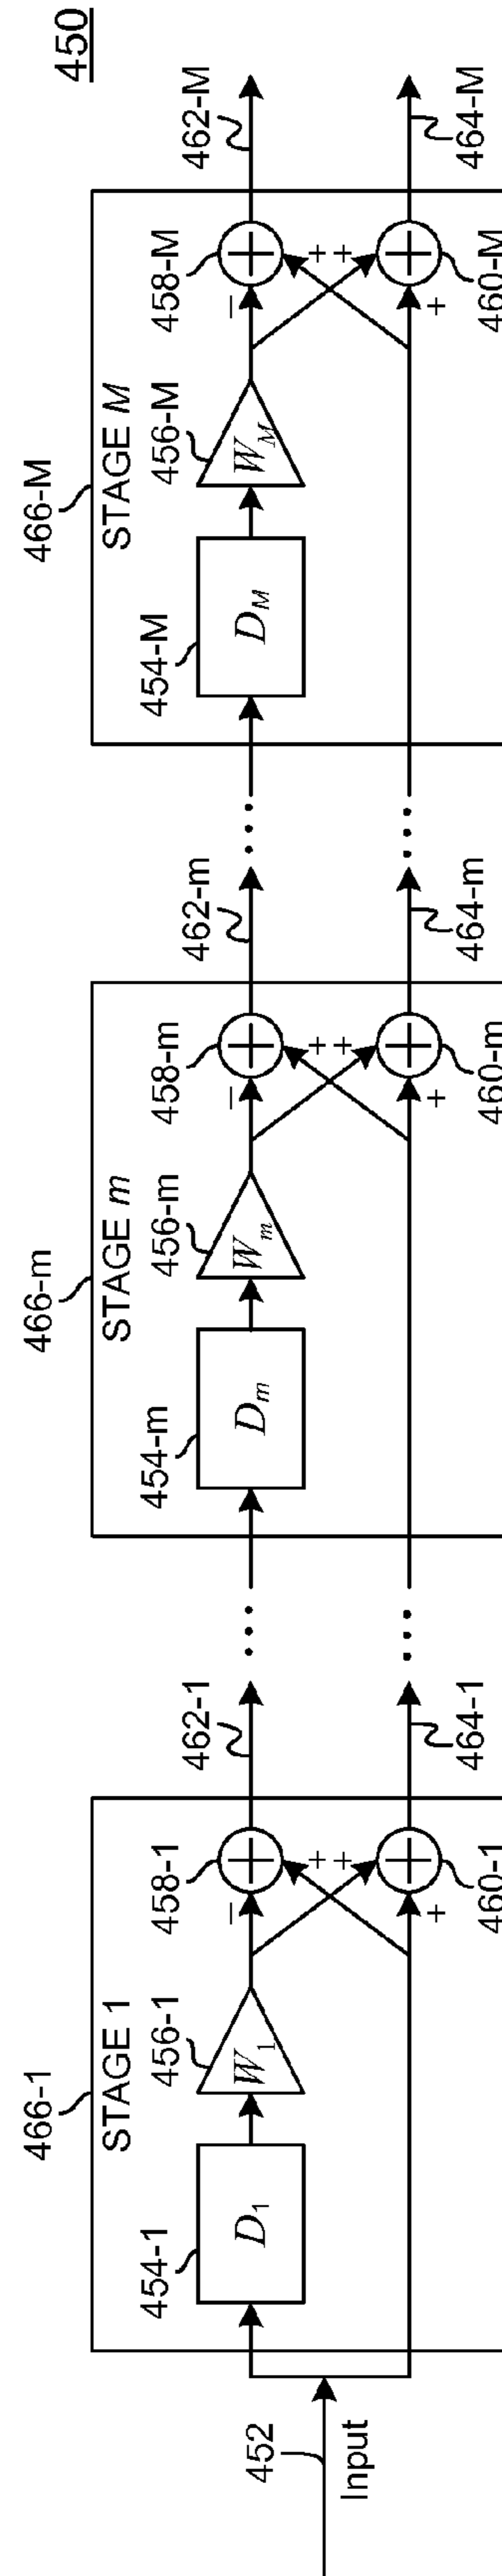 450
466-1
STAGE 1
454-1
D1
456-1
W1
458-1
−
+
+
+
460-1
462-1
464-1
452
Input
...
...
466-m
STAGE m
454-m
Dm
456-m
Wm
458-m
−
+
+
+
460-m
462-m
464-m
...
...
466-M
STAGE M
454-M
DM
456-M
WM
458-M
−
+
+
+
460-M
462-M
464-M